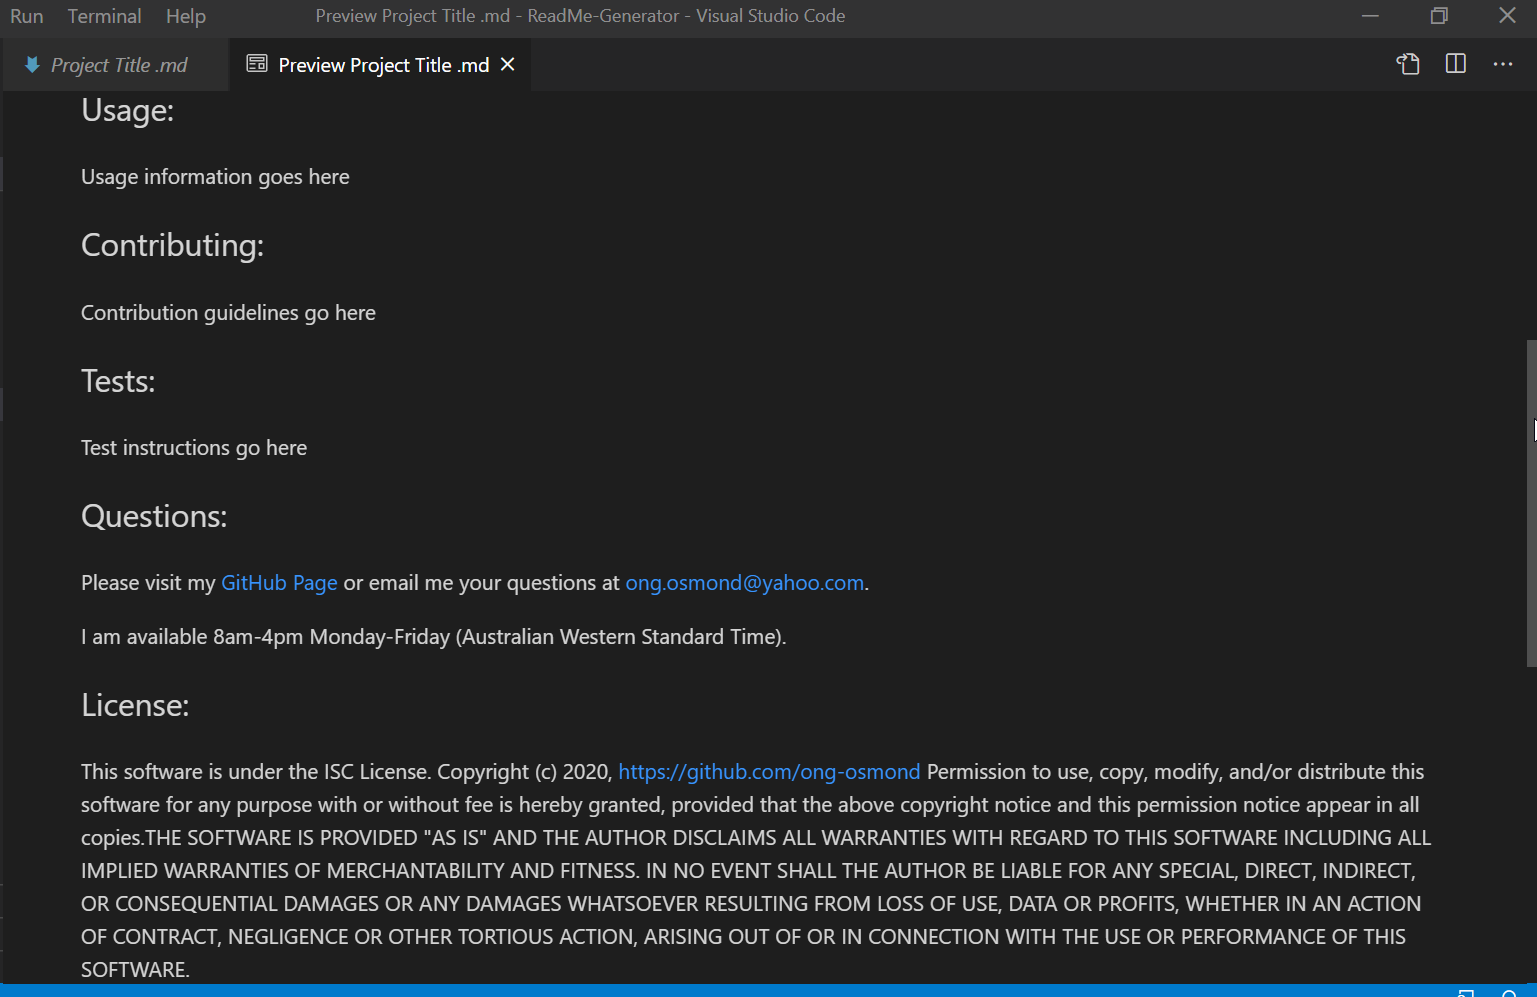 Run Terminal Help Preview Project Title .md - ReadMe-Generator - Visual Studio Code
Project Title .md Preview Project Title .md
Usage:
Usage information goes here
Contributing:
Contribution guidelines go here
Tests:
Test instructions go here
Questions:
Please visit my GitHub Page or email me your questions at ong.osmond@yahoo.com.
I am available 8am-4pm Monday-Friday (Australian Western Standard Time).
License:
This software is under the ISC License. Copyright (c) 2020, https://github.com/ong-osmond Permission to use, copy, modify, and/or distribute this
software for any purpose with or without fee is hereby granted, provided that the above copyright notice and this permission notice appear in all
copies.THE SOFTWARE IS PROVIDED "AS IS" AND THE AUTHOR DISCLAIMS ALL WARRANTIES WITH REGARD TO THIS SOFTWARE INCLUDING ALL
IMPLIED WARRANTIES OF MERCHANTABILITY AND FITNESS. IN NO EVENT SHALL THE AUTHOR BE LIABLE FOR ANY SPECIAL, DIRECT, INDIRECT,
OR CONSEQUENTIAL DAMAGES OR ANY DAMAGES WHATSOEVER RESULTING FROM LOSS OF USE, DATA OR PROFITS, WHETHER IN AN ACTION
OF CONTRACT, NEGLIGENCE OR OTHER TORTIOUS ACTION, ARISING OUT OF OR IN CONNECTION WITH THE USE OR PERFORMANCE OF THIS
SOFTWARE.